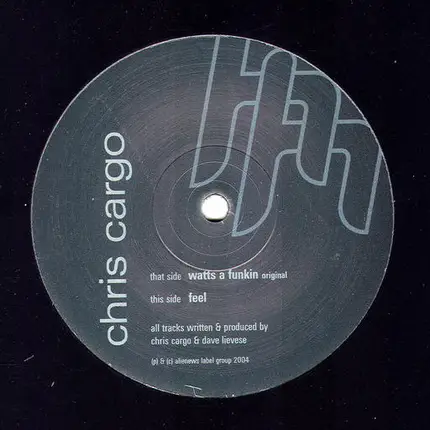 chris cargo
that side watts a funkin original
this side feel
all tracks written & produced by
chris cargo & dave lievese
(p) & (c) alienews label group 2004